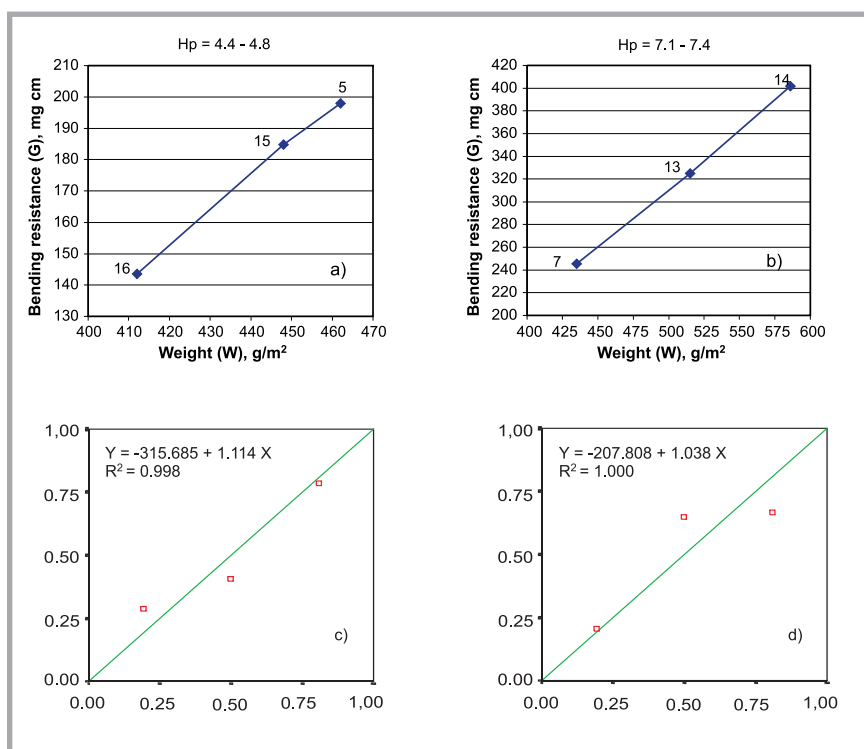 Hp = 4.4 - 4.8
Bending resistance (G), mg cm
210
200
190
180
170
160
150
140
130
5
15
16
a)
400 410 420 430 440 450 460 470
Weight (W), g/m²
Hp = 7.1 - 7.4
Bending resistance (G), mg cm
420
400
380
360
340
320
300
280
260
240
220
200
14
13
7
b)
400 425 450 475 500 525 550 575 600
Weight (W), g/m²
1,00
0.75
0.50
0.25
0.00
Y = -315.685 + 1.114 X
R² = 0.998
c)
0.00 0.25 0.50 0.75 1,00
1,00
0.75
0.50
0.25
0.00
Y = -207.808 + 1.038 X
R² = 1.000
d)
0.00 0.25 0.50 0.75 1,00